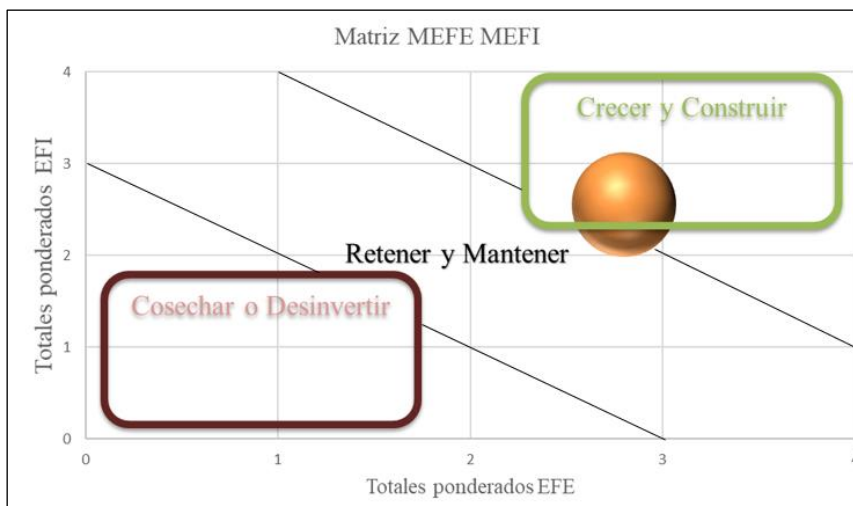 Matriz MEFE MEFI
4
Crecer y Construir
3
Totales ponderados EFI
Retener y Mantener
2
Cosechar o Desinvertir
1
0
0 1 2 3 4
Totales ponderados EFE